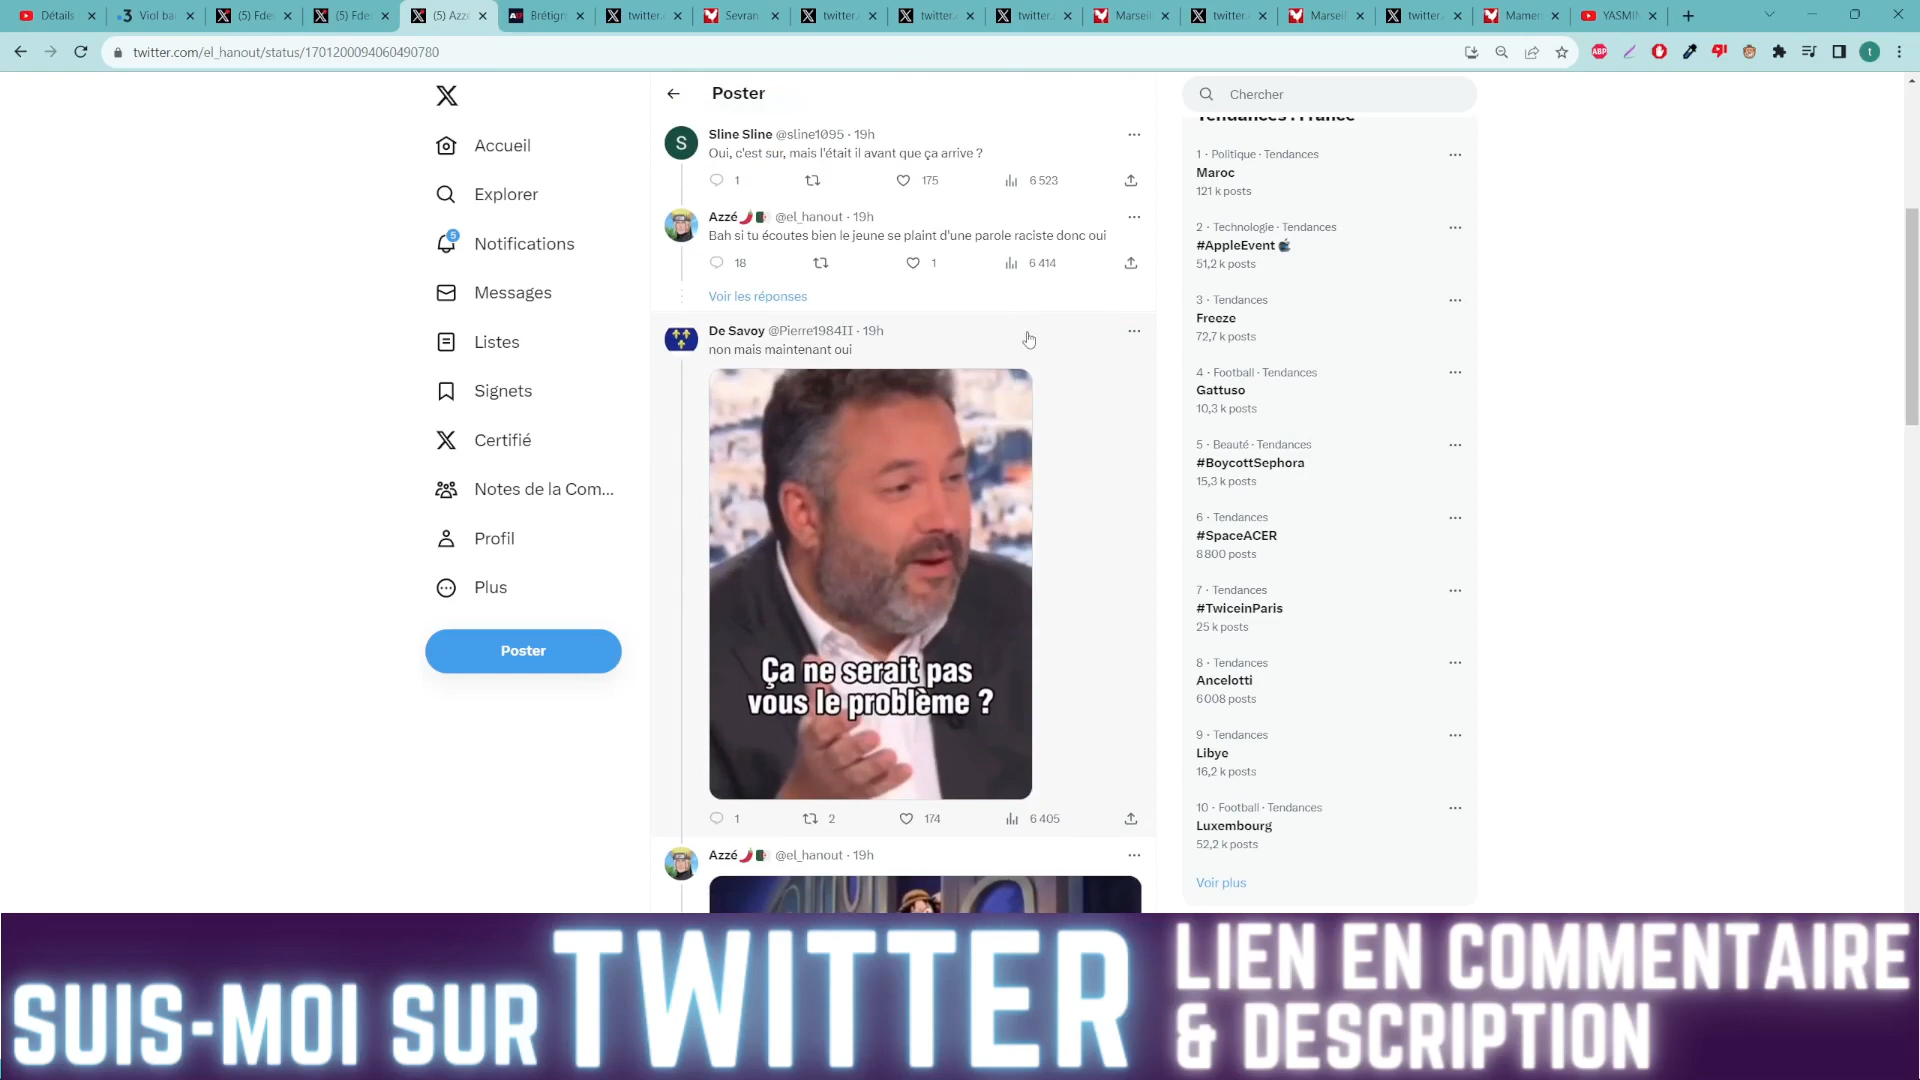 Détails
Viol ba
(5) Fde
(5) Fde
(5) Azz
Brétign
twitter.c
Sevran
twitter.
twitter.
twitter.
Marseil
twitter.
Marseil
twitter.
Mamer
YASMIN
twitter.com/el_hanout/status/1701200094060490780
ABP
t
Accueil
Explorer
5
Notifications
Messages
Listes
Signets
Certifié
Notes de la Com...
Profil
Plus
Poster
Poster
S
Sline Sline @sline1095 · 19h
Oui, c'est sur, mais l'était il avant que ça arrive ?
1 175 6 523
Azzé @el_hanout · 19h
Bah si tu écoutes bien le jeune se plaint d'une parole raciste donc oui
18 1 6 414
Voir les réponses
De Savoy @Pierre1984II · 19h
non mais maintenant oui
Ça ne serait pas
vous le problème ?
1 2 174 6 405
Azzé @el_hanout · 19h
Chercher
Tendances : France
1 · Politique · Tendances
Maroc
121 k posts
2 · Technologie · Tendances
#AppleEvent
51,2 k posts
3 · Tendances
Freeze
72,7 k posts
4 · Football · Tendances
Gattuso
10,3 k posts
5 · Beauté · Tendances
#BoycottSephora
15,3 k posts
6 · Tendances
#SpaceACER
8 800 posts
7 · Tendances
#TwiceinParis
25 k posts
8 · Tendances
Ancelotti
6 008 posts
9 · Tendances
Libye
16,2 k posts
10 · Football · Tendances
Luxembourg
52,2 k posts
Voir plus
SUIS-MOI SUR TWITTER
LIEN EN COMMENTAIRE
& DESCRIPTION